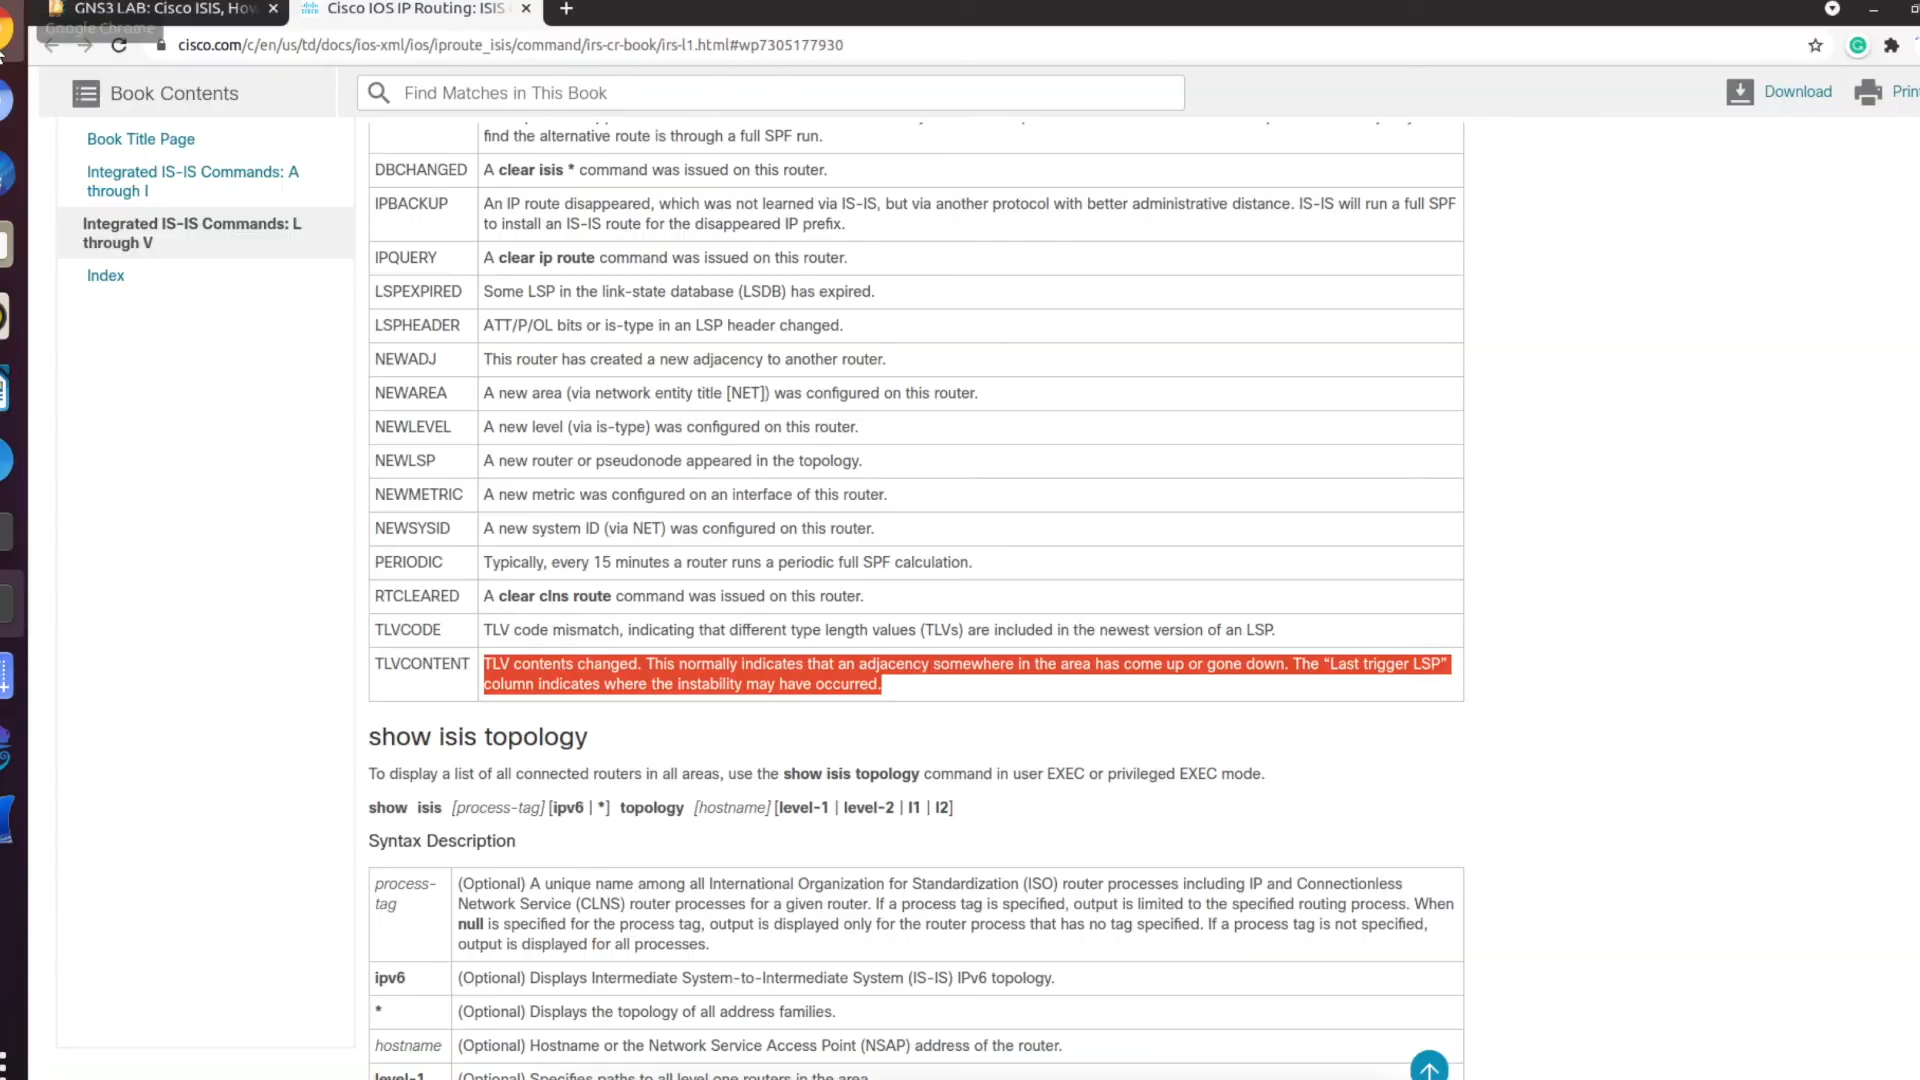 GNS3 LAB: Cisco ISIS, How
Cisco IOS IP Routing: ISIS
Google Chrome
cisco.com/c/en/us/td/docs/ios-xml/ios/iproute_isis/command/irs-cr-book/irs-l1.html#wp7305177930
Book Contents
Find Matches in This Book
Download
Print
Book Title Page
Integrated IS-IS Commands: A
through I
Integrated IS-IS Commands: L
through V
Index
find the alternative route is through a full SPF run.
DBCHANGED A clear isis * command was issued on this router.
IPBACKUP An IP route disappeared, which was not learned via IS-IS, but via another protocol with better administrative distance. IS-IS will run a full SPF
to install an IS-IS route for the disappeared IP prefix.
IPQUERY A clear ip route command was issued on this router.
LSPEXPIRED Some LSP in the link-state database (LSDB) has expired.
LSPHEADER ATT/P/OL bits or is-type in an LSP header changed.
NEWADJ This router has created a new adjacency to another router.
NEWAREA A new area (via network entity title [NET]) was configured on this router.
NEWLEVEL A new level (via is-type) was configured on this router.
NEWLSP A new router or pseudonode appeared in the topology.
NEWMETRIC A new metric was configured on an interface of this router.
NEWSYSID A new system ID (via NET) was configured on this router.
PERIODIC Typically, every 15 minutes a router runs a periodic full SPF calculation.
RTCLEARED A clear clns route command was issued on this router.
TLVCODE TLV code mismatch, indicating that different type length values (TLVs) are included in the newest version of an LSP.
TLVCONTENT TLV contents changed. This normally indicates that an adjacency somewhere in the area has come up or gone down. The “Last trigger LSP”
column indicates where the instability may have occurred.
show isis topology
To display a list of all connected routers in all areas, use the show isis topology command in user EXEC or privileged EXEC mode.
show isis [process-tag] [ipv6 | *] topology [hostname] [level-1 | level-2 | l1 | l2]
Syntax Description
process-
tag
(Optional) A unique name among all International Organization for Standardization (ISO) router processes including IP and Connectionless
Network Service (CLNS) router processes for a given router. If a process tag is specified, output is limited to the specified routing process. When
null is specified for the process tag, output is displayed only for the router process that has no tag specified. If a process tag is not specified,
output is displayed for all processes.
ipv6 (Optional) Displays Intermediate System-to-Intermediate System (IS-IS) IPv6 topology.
* (Optional) Displays the topology of all address families.
hostname (Optional) Hostname or the Network Service Access Point (NSAP) address of the router.
level-1 (Optional) Specifies paths to all level one routers in the area